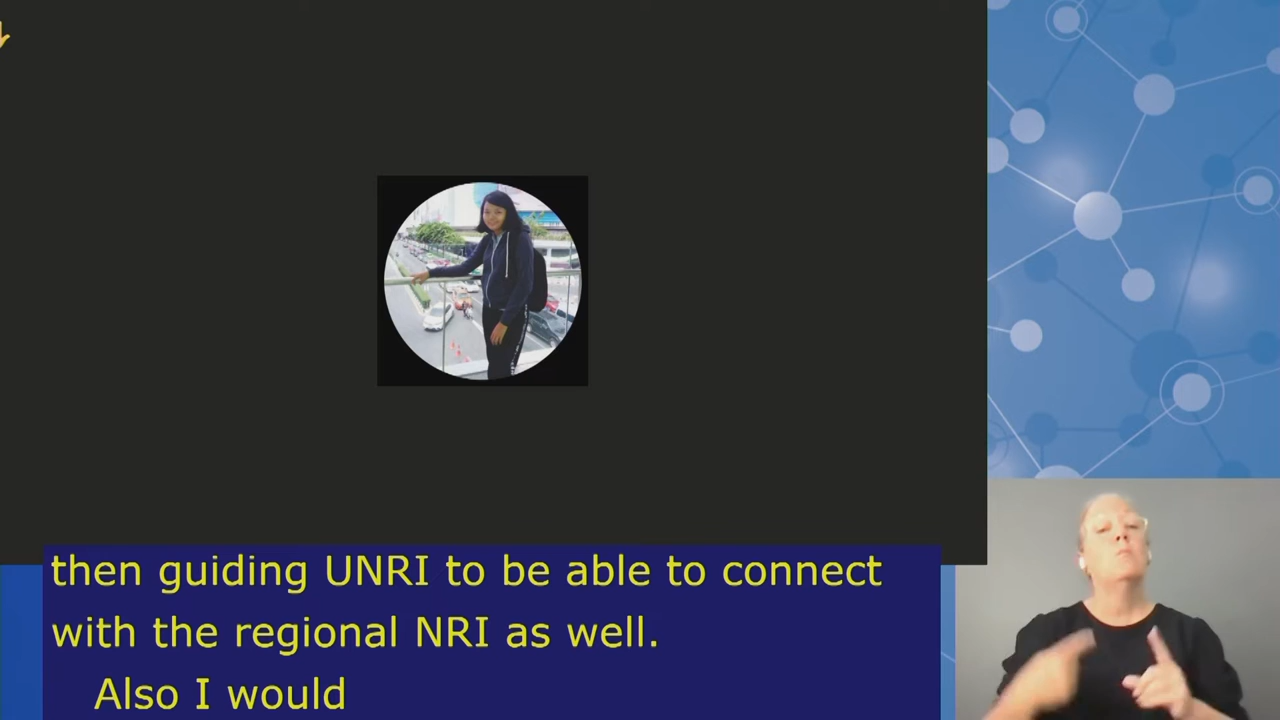 then guiding UNRI to be able to connect
with the regional NRI as well.
Also I would